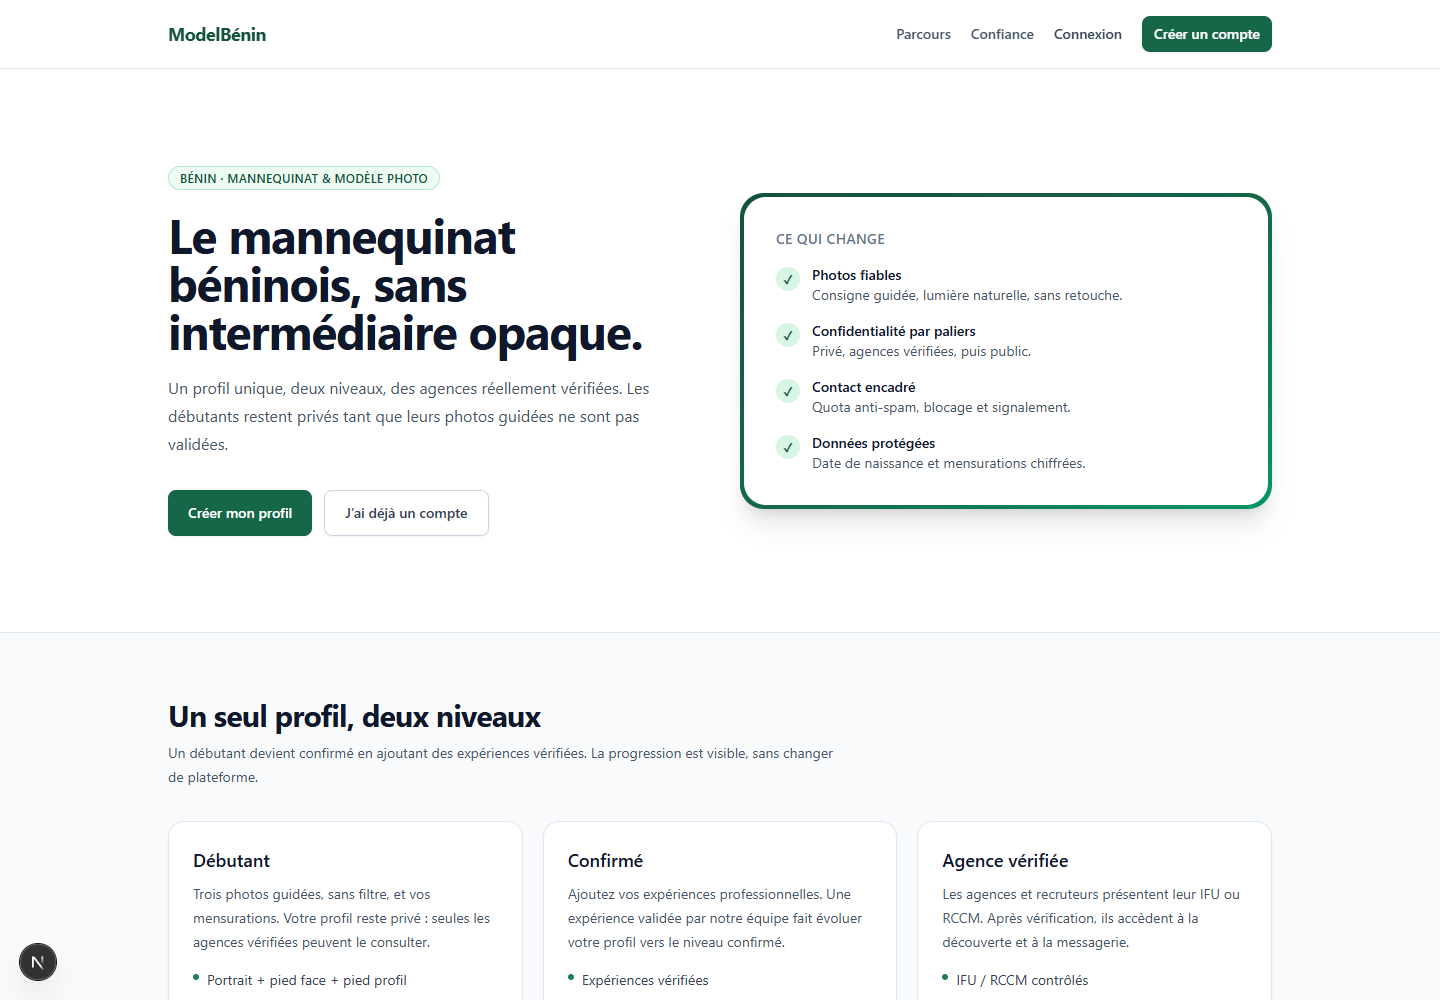 ModelBénin
Parcours
Confiance
Connexion
Créer un compte
BÉNIN · MANNEQUINAT & MODÈLE PHOTO
Le mannequinat
béninois, sans
intermédiaire opaque.
Un profil unique, deux niveaux, des agences réellement vérifiées. Les
débutants restent privés tant que leurs photos guidées ne sont pas
validées.
Créer mon profil
J'ai déjà un compte
CE QUI CHANGE
✓ Photos fiables
Consigne guidée, lumière naturelle, sans retouche.
✓ Confidentialité par paliers
Privé, agences vérifiées, puis public.
✓ Contact encadré
Quota anti-spam, blocage et signalement.
✓ Données protégées
Date de naissance et mensurations chiffrées.
Un seul profil, deux niveaux
Un débutant devient confirmé en ajoutant des expériences vérifiées. La progression est visible, sans changer
de plateforme.
Débutant
Trois photos guidées, sans filtre, et vos
mensurations. Votre profil reste privé : seules les
agences vérifiées peuvent le consulter.
• Portrait + pied face + pied profil
Confirmé
Ajoutez vos expériences professionnelles. Une
expérience validée par notre équipe fait évoluer
votre profil vers le niveau confirmé.
• Expériences vérifiées
Agence vérifiée
Les agences et recruteurs présentent leur IFU ou
RCCM. Après vérification, ils accèdent à la
découverte et à la messagerie.
• IFU / RCCM contrôlés
N